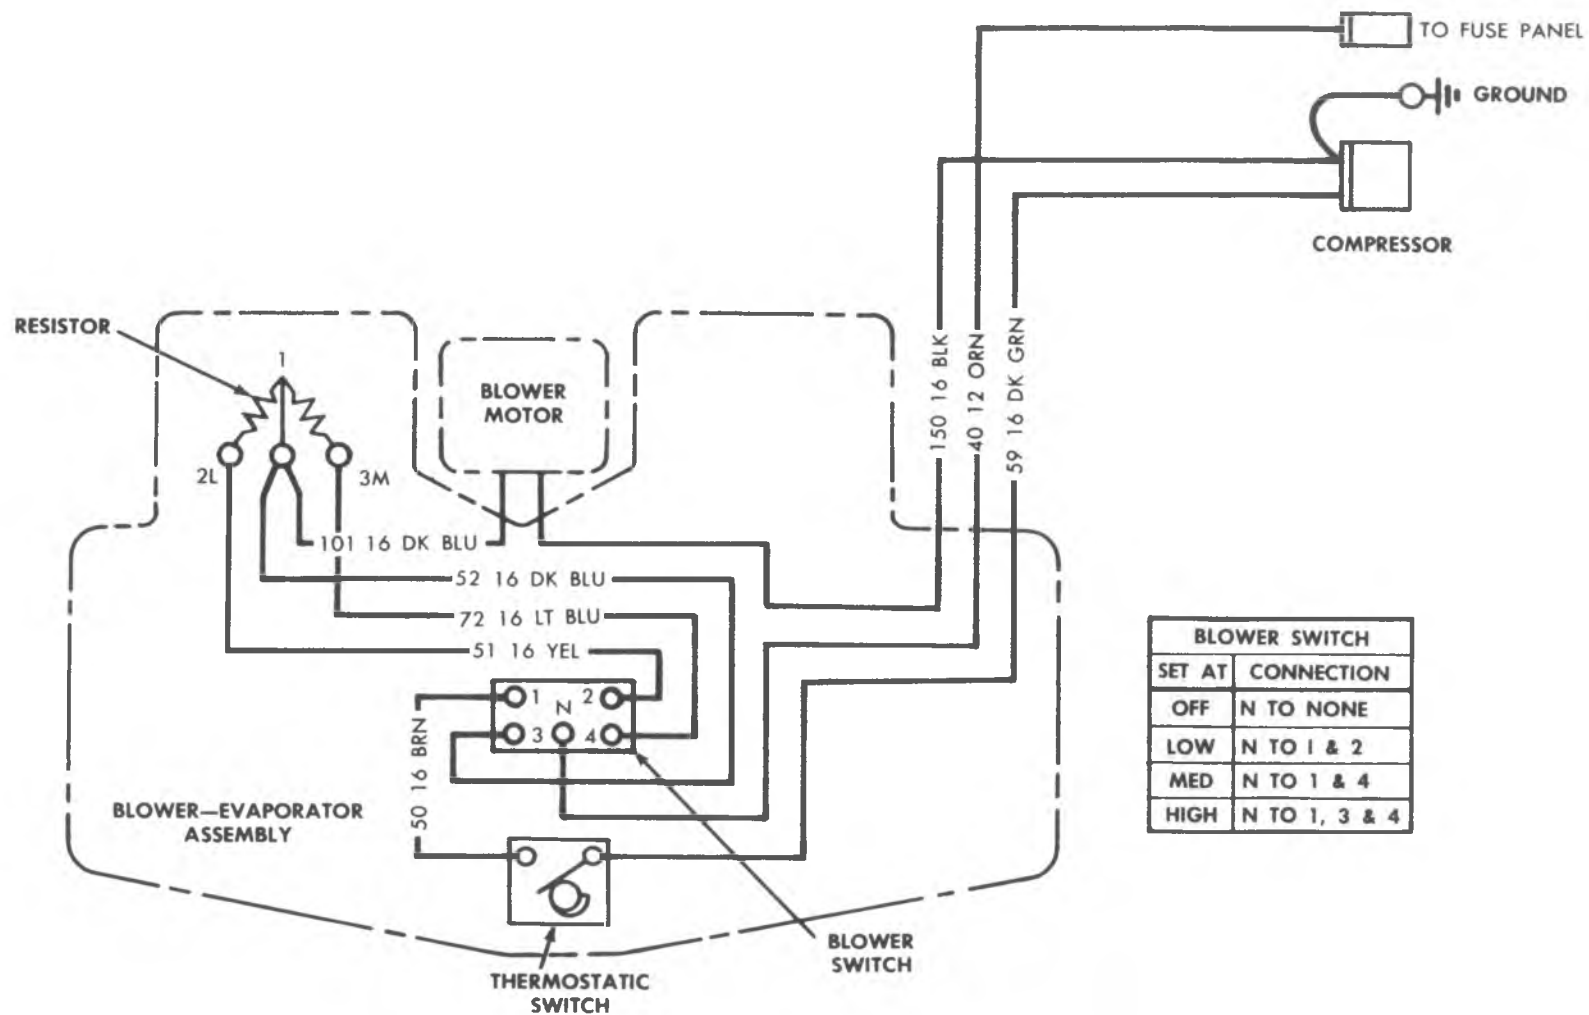 TO FUSE PANEL
GROUND
COMPRESSOR
RESISTOR
1
BLOWER
MOTOR
2L
3M
150 16 BLK
40 12 ORN
59 16 DK GRN
101 16 DK BLU
52 16 DK BLU
72 16 LT BLU
51 16 YEL
1
2
N
3
4
50 16 BRN
BLOWER—EVAPORATOR
ASSEMBLY
BLOWER
SWITCH
THERMOSTATIC
SWITCH
BLOWER SWITCH
SET AT CONNECTION
OFF N TO NONE
LOW N TO I & 2
MED N TO 1 & 4
HIGH N TO 1, 3 & 4